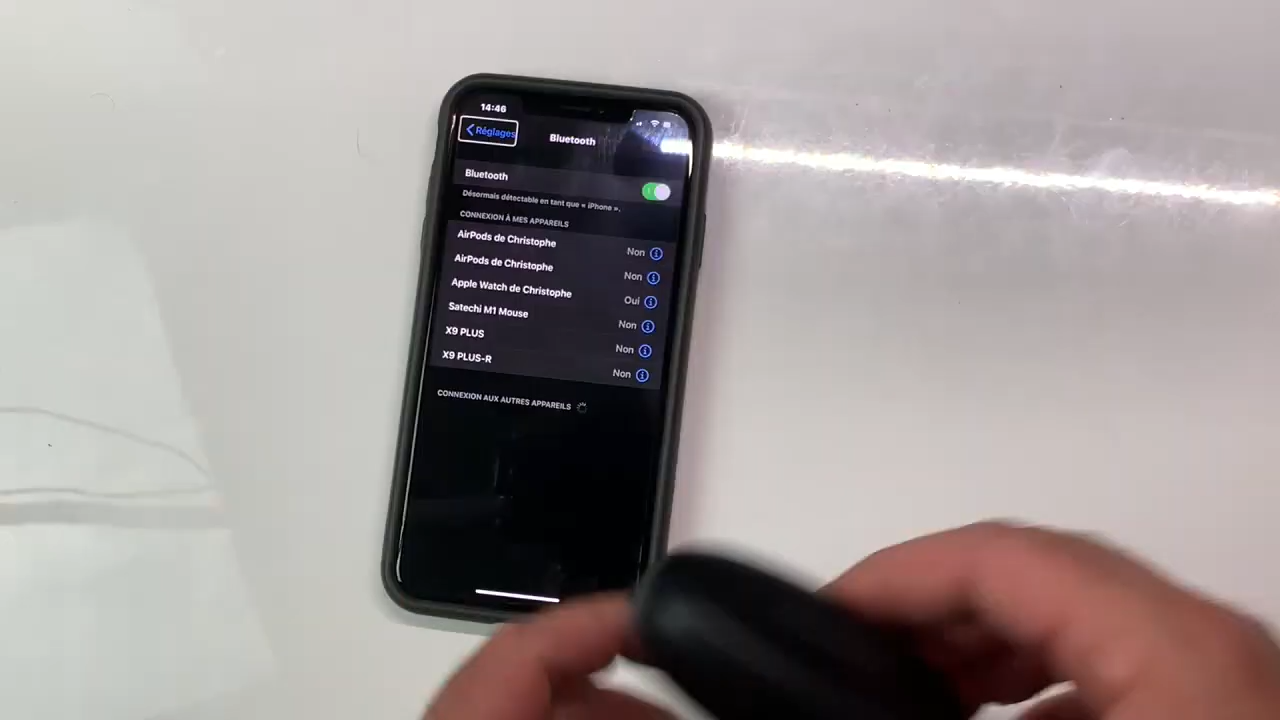 14:46
Réglages
Bluetooth
Bluetooth
Désormais détectable en tant que « iPhone ».
CONNEXION À MES APPAREILS
AirPods de Christophe Non
AirPods de Christophe Non
Apple Watch de Christophe Oui
Satechi M1 Mouse Non
X9 PLUS Non
X9 PLUS-R Non
CONNEXION AUX AUTRES APPAREILS